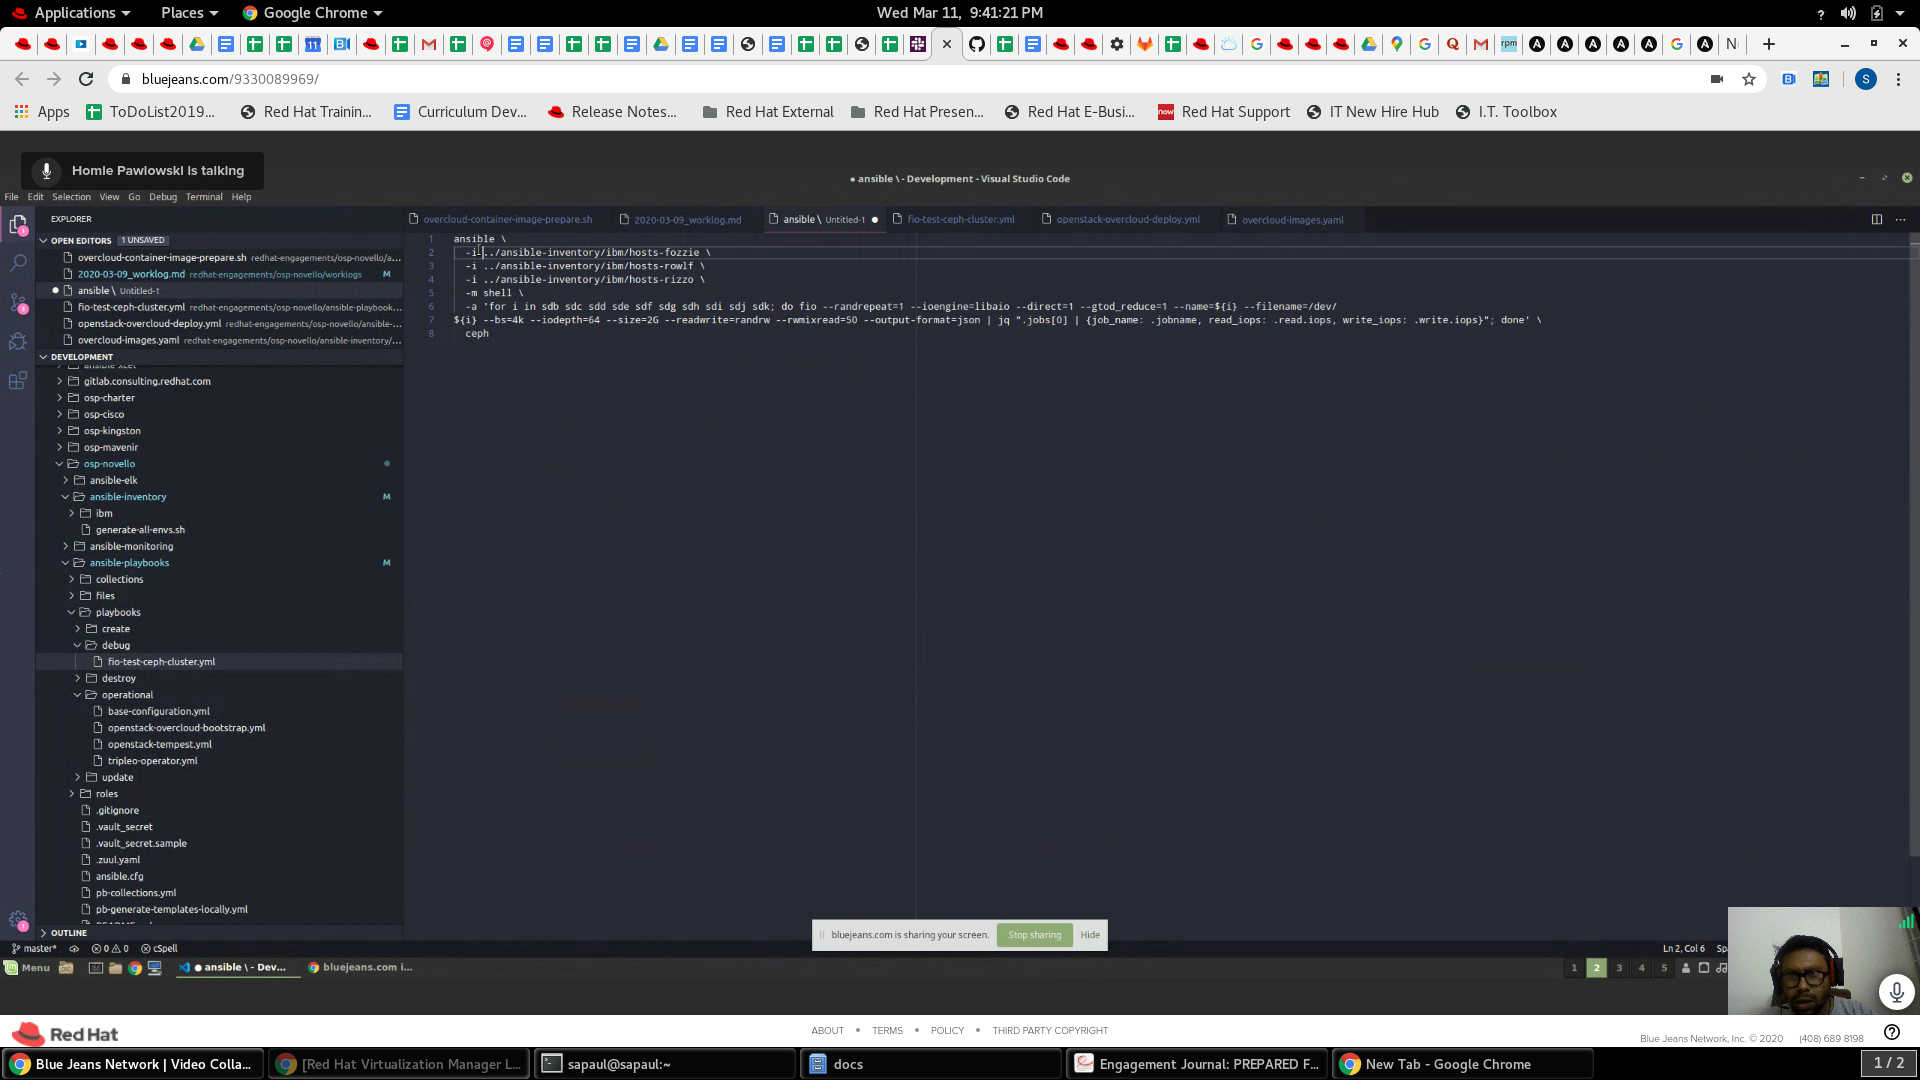 Applications
Places
Google Chrome
Wed Mar 11, 9:41:21 PM
bluejeans.com/9330089969/
Apps
ToDoList2019...
Red Hat Trainin...
Curriculum Dev...
Release Notes...
Red Hat External
Red Hat Presen...
Red Hat E-Busi...
Red Hat Support
IT New Hire Hub
I.T. Toolbox
Homie Pawlowski is talking
● ansible \ - Development - Visual Studio Code
File Edit Selection View Go Debug Terminal Help
EXPLORER
overcloud-container-image-prepare.sh
2020-03-09_worklog.md
ansible \ Untitled-1
fio-test-ceph-cluster.yml
openstack-overcloud-deploy.yml
overcloud-images.yaml
OPEN EDITORS 1 UNSAVED
overcloud-container-image-prepare.sh redhat-engagements/osp-novello/a...
2020-03-09_worklog.md redhat-engagements/osp-novello/worklogs M
ansible \ Untitled-1
fio-test-ceph-cluster.yml redhat-engagements/osp-novello/ansible-playbook...
openstack-overcloud-deploy.yml redhat-engagements/osp-novello/ansible-...
overcloud-images.yaml redhat-engagements/osp-novello/ansible-inventory/...
DEVELOPMENT
ansible-xcel
gitlab.consulting.redhat.com
osp-charter
osp-cisco
osp-kingston
osp-mavenir
osp-novello
ansible-elk
ansible-inventory M
ibm
generate-all-envs.sh
ansible-monitoring
ansible-playbooks M
collections
files
playbooks
create
debug
fio-test-ceph-cluster.yml
destroy
operational
base-configuration.yml
openstack-overcloud-bootstrap.yml
openstack-tempest.yml
tripleo-operator.yml
update
roles
.gitignore
.vault_secret
.vault_secret.sample
.zuul.yaml
ansible.cfg
pb-collections.yml
pb-generate-templates-locally.yml
OUTLINE
1 ansible \
2 -i ../ansible-inventory/ibm/hosts-fozzie \
3 -i ../ansible-inventory/ibm/hosts-rowlf \
4 -i ../ansible-inventory/ibm/hosts-rizzo \
5 -m shell \
6 -a 'for i in sdb sdc sdd sde sdf sdg sdh sdi sdj sdk; do fio --randrepeat=1 --ioengine=libaio --direct=1 --gtod_reduce=1 --name=${i} --filename=/dev/
7 ${i} --bs=4k --iodepth=64 --size=2G --readwrite=randrw --rwmixread=50 --output-format=json | jq ".jobs[0] | {job_name: .jobname, read_iops: .read.iops, write_iops: .write.iops}"; done' \
8 ceph
bluejeans.com is sharing your screen.
Stop sharing
Hide
master*
0 0
cSpell
Ln 2, Col 6
Menu
● ansible \ - Dev...
bluejeans.com i...
1 2 3 4 5
Red Hat
ABOUT • TERMS • POLICY • THIRD PARTY COPYRIGHT
Blue Jeans Network, Inc. © 2020
(408) 689 8198
Blue Jeans Network | Video Colla...
[Red Hat Virtualization Manager L...
sapaul@sapaul:~
docs
Engagement Journal: PREPARED F...
New Tab - Google Chrome
1 / 2